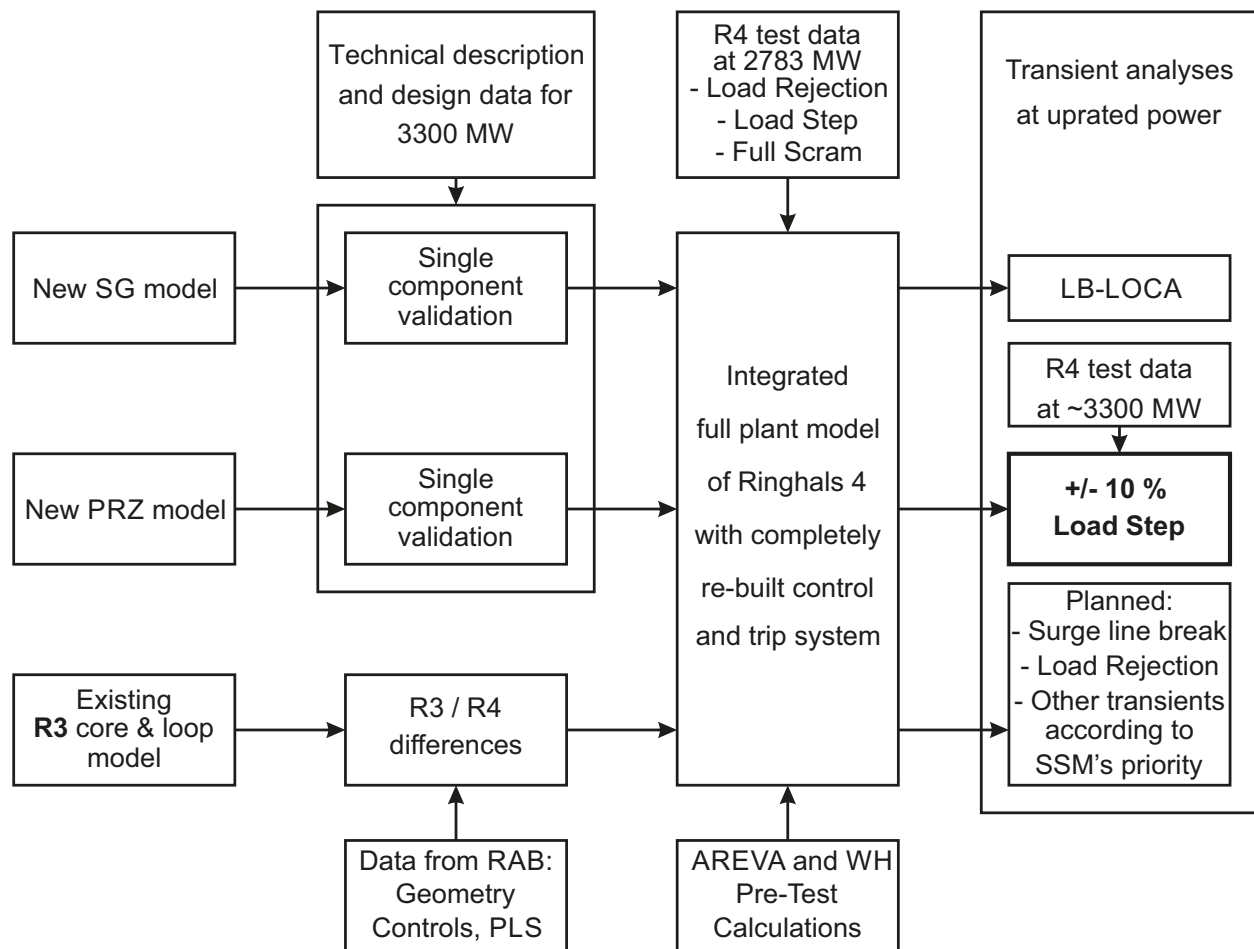 Technical description
and design data for
3300 MW
R4 test data
at 2783 MW
- Load Rejection
- Load Step
- Full Scram
Transient analyses
at uprated power
New SG model
Single
component
validation
LB-LOCA
Integrated
full plant model
of Ringhals 4
with completely
re-built control
and trip system
R4 test data
at ~3300 MW
New PRZ model
Single
component
validation
+/- 10 %
Load Step
Planned:
- Surge line break
- Load Rejection
- Other transients
according to
SSM's priority
Existing
R3 core & loop
model
R3 / R4
differences
Data from RAB:
Geometry
Controls, PLS
AREVA and WH
Pre-Test
Calculations